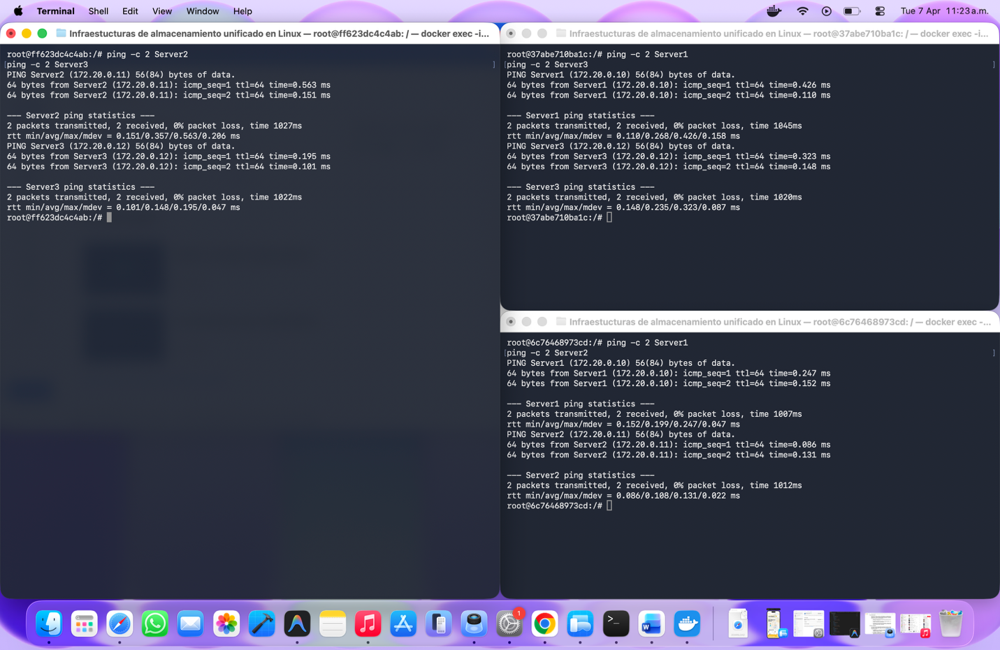 Terminal Shell Edit View Window Help Tue 7 Apr 11:23 a.m.
Infraestucturas de almacenamiento unificado en Linux — root@ff623dc4c4ab: / — docker exec -i...
root@ff623dc4c4ab:/# ping -c 2 Server2
[ping -c 2 Server3 ]
PING Server2 (172.20.0.11) 56(84) bytes of data.
64 bytes from Server2 (172.20.0.11): icmp_seq=1 ttl=64 time=0.563 ms
64 bytes from Server2 (172.20.0.11): icmp_seq=2 ttl=64 time=0.151 ms
--- Server2 ping statistics ---
2 packets transmitted, 2 received, 0% packet loss, time 1027ms
rtt min/avg/max/mdev = 0.151/0.357/0.563/0.206 ms
PING Server3 (172.20.0.12) 56(84) bytes of data.
64 bytes from Server3 (172.20.0.12): icmp_seq=1 ttl=64 time=0.195 ms
64 bytes from Server3 (172.20.0.12): icmp_seq=2 ttl=64 time=0.101 ms
--- Server3 ping statistics ---
2 packets transmitted, 2 received, 0% packet loss, time 1022ms
rtt min/avg/max/mdev = 0.101/0.148/0.195/0.047 ms
root@ff623dc4c4ab:/#
Infraestucturas de almacenamiento unificado en Linux — root@37abe710ba1c: / — docker exec -i...
root@37abe710ba1c:/# ping -c 2 Server1
[ping -c 2 Server3 ]
PING Server1 (172.20.0.10) 56(84) bytes of data.
64 bytes from Server1 (172.20.0.10): icmp_seq=1 ttl=64 time=0.426 ms
64 bytes from Server1 (172.20.0.10): icmp_seq=2 ttl=64 time=0.110 ms
--- Server1 ping statistics ---
2 packets transmitted, 2 received, 0% packet loss, time 1045ms
rtt min/avg/max/mdev = 0.110/0.268/0.426/0.158 ms
PING Server3 (172.20.0.12) 56(84) bytes of data.
64 bytes from Server3 (172.20.0.12): icmp_seq=1 ttl=64 time=0.323 ms
64 bytes from Server3 (172.20.0.12): icmp_seq=2 ttl=64 time=0.148 ms
--- Server3 ping statistics ---
2 packets transmitted, 2 received, 0% packet loss, time 1020ms
rtt min/avg/max/mdev = 0.148/0.235/0.323/0.087 ms
root@37abe710ba1c:/#
Infraestucturas de almacenamiento unificado en Linux — root@6c76468973cd: / — docker exec -...
root@6c76468973cd:/# ping -c 2 Server1
[ping -c 2 Server2 ]
PING Server1 (172.20.0.10) 56(84) bytes of data.
64 bytes from Server1 (172.20.0.10): icmp_seq=1 ttl=64 time=0.247 ms
64 bytes from Server1 (172.20.0.10): icmp_seq=2 ttl=64 time=0.152 ms
--- Server1 ping statistics ---
2 packets transmitted, 2 received, 0% packet loss, time 1007ms
rtt min/avg/max/mdev = 0.152/0.199/0.247/0.047 ms
PING Server2 (172.20.0.11) 56(84) bytes of data.
64 bytes from Server2 (172.20.0.11): icmp_seq=1 ttl=64 time=0.086 ms
64 bytes from Server2 (172.20.0.11): icmp_seq=2 ttl=64 time=0.131 ms
--- Server2 ping statistics ---
2 packets transmitted, 2 received, 0% packet loss, time 1012ms
rtt min/avg/max/mdev = 0.086/0.108/0.131/0.022 ms
root@6c76468973cd:/#
1